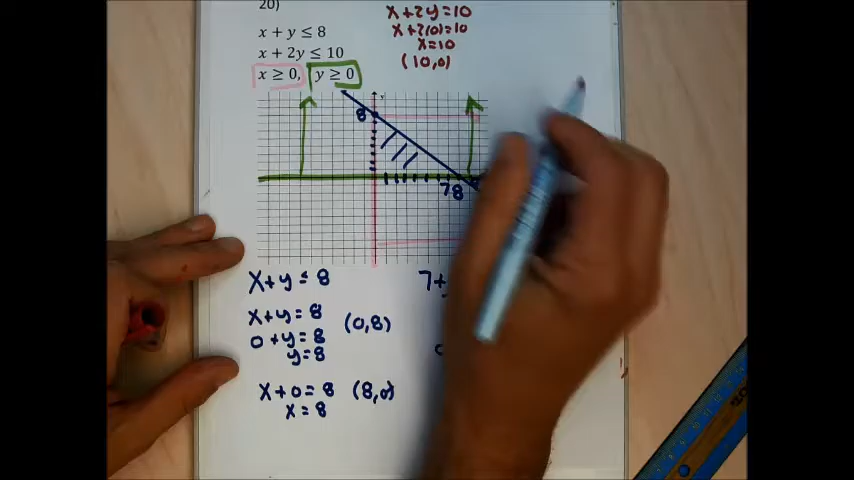 20)
x + y ≤ 8
x + 2y ≤ 10
x ≥ 0, y ≥ 0
x+2y=10
x+2(0)=10
x=10
(10,0)
y
8
7 8
x+y ≤ 8
x+y = 8
0+y = 8 (0,8)
y=8
x+0=8 (8,0)
x=8
7+